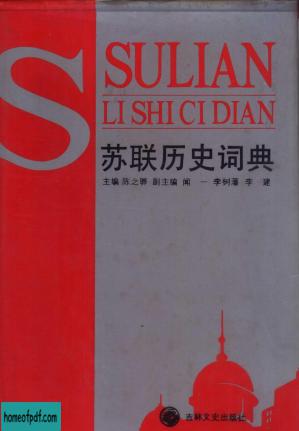 S
SULIAN
LI SHI CI DIAN
苏联历史词典
主编 陈之骅 副主编 闻 一 李树藩 李 建
吉林文史出版社
homeofpdf.com